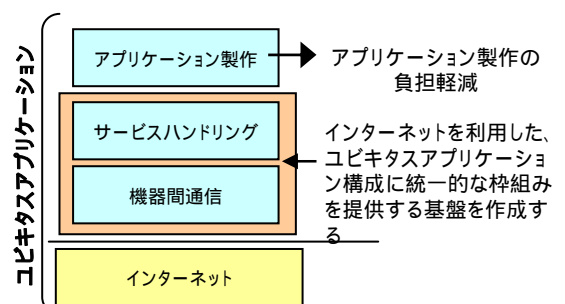 ユビキタスアプリケーション
アプリケーション製作
アプリケーション製作の
負担軽減
サービスハンドリング
機器間通信
インターネットを利用した、
ユビキタスアプリケーショ
ン構成に統一的な枠組み
を提供する基盤を作成す
る
インターネット